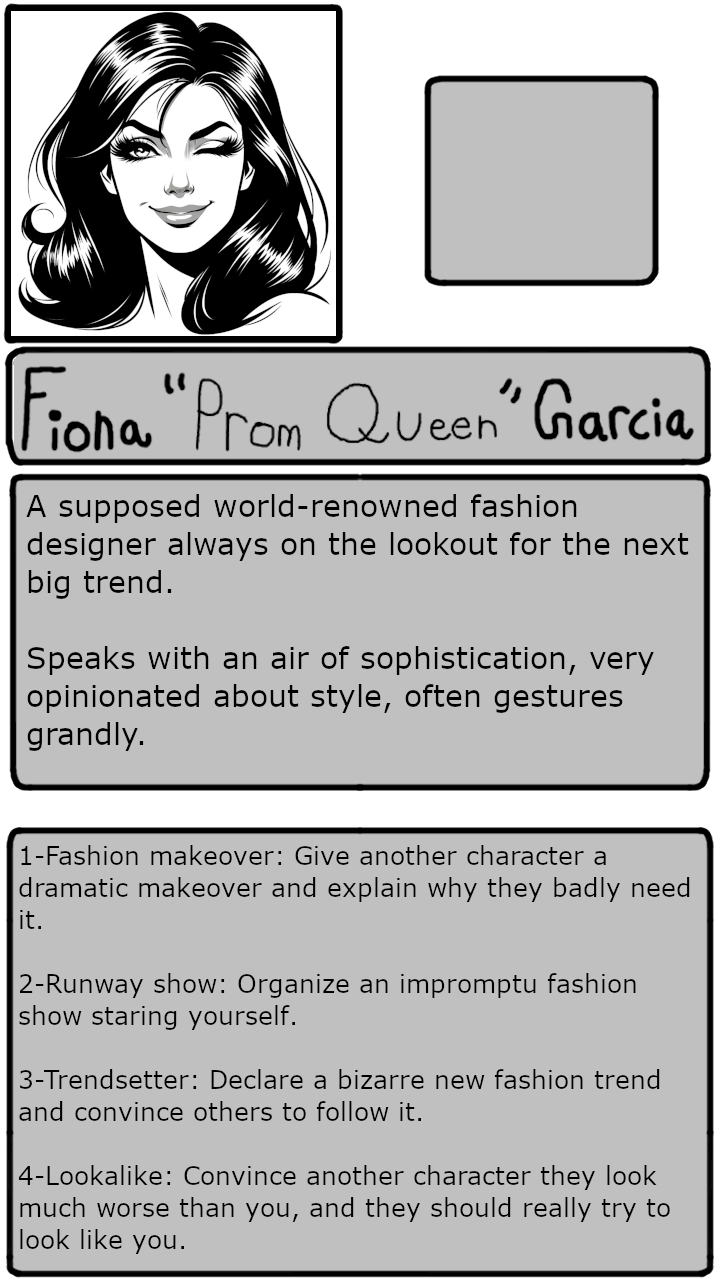 Fiona “Prom Queen” Garcia
A supposed world-renowned fashion
designer always on the lookout for the next
big trend.
Speaks with an air of sophistication, very
opinionated about style, often gestures
grandly.
1-Fashion makeover: Give another character a
dramatic makeover and explain why they badly need
it.
2-Runway show: Organize an impromptu fashion
show staring yourself.
3-Trendsetter: Declare a bizarre new fashion trend
and convince others to follow it.
4-Lookalike: Convince another character they look
much worse than you, and they should really try to
look like you.